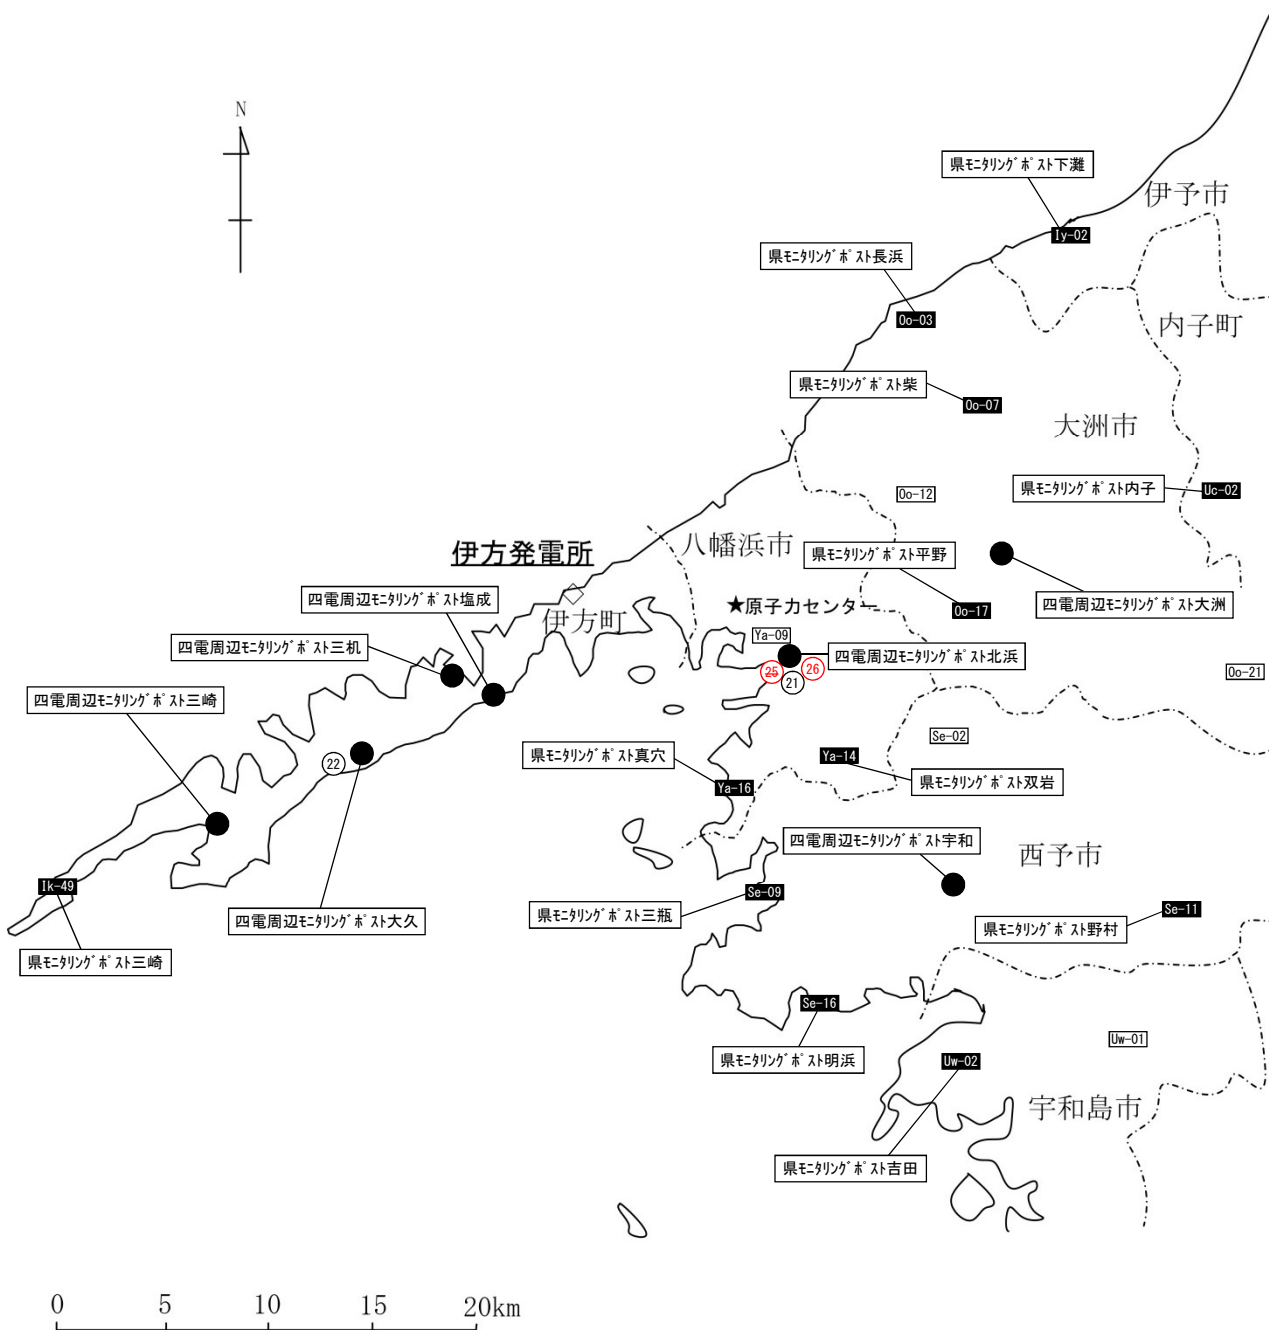 N
県モニタリングポスト下灘
伊予市
Iy-02
県モニタリングポスト長浜
Oo-03
内子町
県モニタリングポスト柴
Oo-07
大洲市
Oo-12
県モニタリングポスト内子
Uc-02
伊方発電所
八幡浜市
県モニタリングポスト平野
四電周辺モニタリングポスト塩成
伊方町
★原子力センター
Oo-17
四電周辺モニタリングポスト大洲
Ya-09
四電周辺モニタリングポスト三机
四電周辺モニタリングポスト北浜
25
26
21
Oo-21
四電周辺モニタリングポスト三崎
Se-02
22
県モニタリングポスト真穴
Ya-14
県モニタリングポスト双岩
Ya-16
四電周辺モニタリングポスト宇和
西予市
Ik-49
Se-09
四電周辺モニタリングポスト大久
県モニタリングポスト三瓶
Se-11
県モニタリングポスト野村
県モニタリングポスト三崎
Se-16
県モニタリングポスト明浜
Uw-01
Uw-02
宇和島市
県モニタリングポスト吉田
0 5 10 15 20km